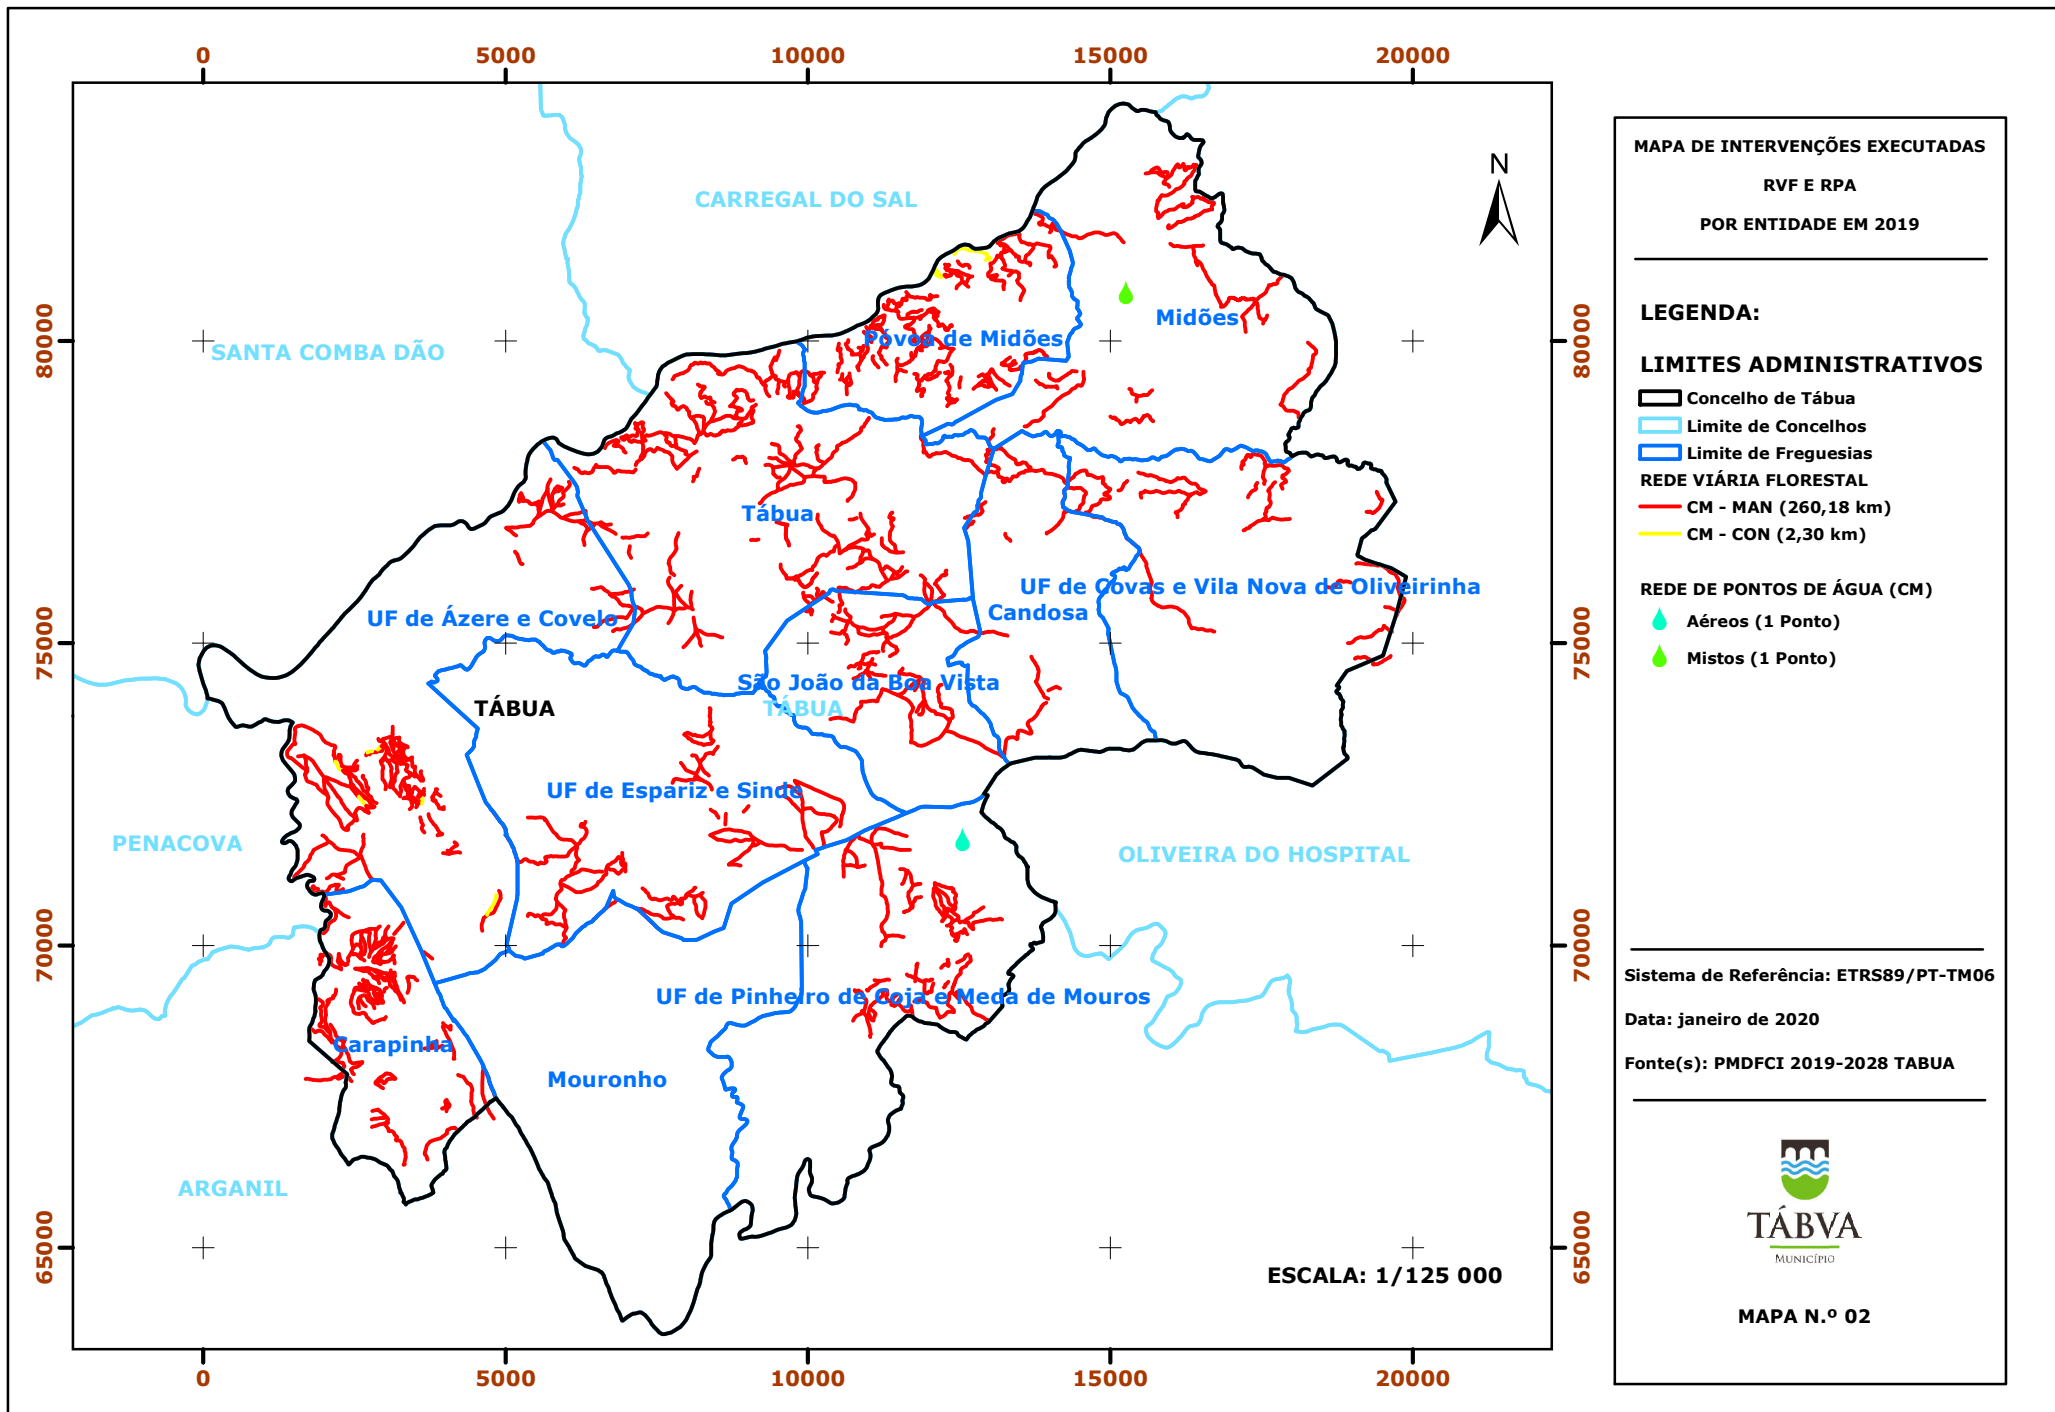 0 5000 10000 15000 20000
N
CARREGAL DO SAL
SANTA COMBA DÃO
Midões
Póvoa de Midões
80000
80000
Tábua
UF de Covas e Vila Nova de Oliveirinha
Candosa
UF de Ázere e Covelo
75000
75000
São João da Boa Vista
TÁBUA
TÁBUA
UF de Espariz e Sinde
PENACOVA
OLIVEIRA DO HOSPITAL
70000
70000
UF de Pinheiro de Coja e Meda de Mouros
Carapinha
Mouronho
ARGANIL
65000
65000
ESCALA: 1/125 000
0 5000 10000 15000 20000
MAPA DE INTERVENÇÕES EXECUTADAS
RVF E RPA
POR ENTIDADE EM 2019
LEGENDA:
LIMITES ADMINISTRATIVOS
Concelho de Tábua
Limite de Concelhos
Limite de Freguesias
REDE VIÁRIA FLORESTAL
CM - MAN (260,18 km)
CM - CON (2,30 km)
REDE DE PONTOS DE ÁGUA (CM)
Aéreos (1 Ponto)
Mistos (1 Ponto)
Sistema de Referência: ETRS89/PT-TM06
Data: janeiro de 2020
Fonte(s): PMDFCI 2019-2028 TABUA
TÁBVA
MUNICÍPIO
MAPA N.º 02